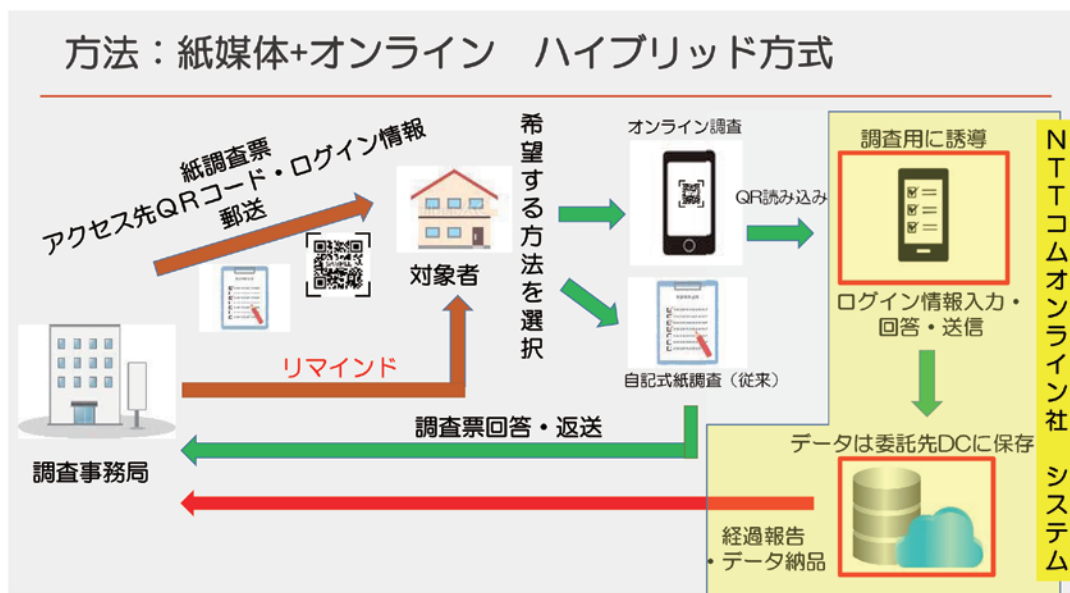 方法：紙媒体+オンライン　ハイブリッド方式
紙調査票
アクセス先QRコード・ログイン情報
郵送
対象者
希望する方法を選択
オンライン調査
QR読み込み
調査用に誘導
ログイン情報入力・
回答・送信
NTTコムオンライン社　システム
自記式紙調査（従来）
リマインド
調査票回答・返送
調査事務局
データは委託先DCに保存
経過報告
・データ納品